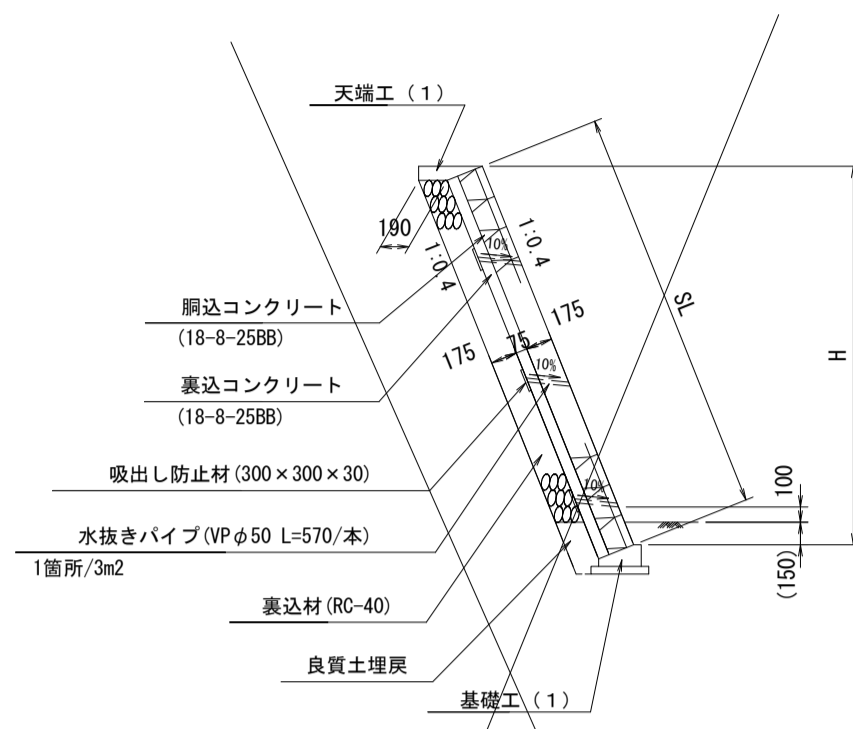 天端工（１）
190
1:0.4
1:0.4
10%
胴込コンクリート
(18-8-25BB)
175
75
175
SL
H
裏込コンクリート
(18-8-25BB)
10%
吸出し防止材(300×300×30)
10%
100
水抜きパイプ(VPφ50 L=570/本)
1箇所/3m2
(150)
裏込材(RC-40)
良質土埋戻
基礎工（１）